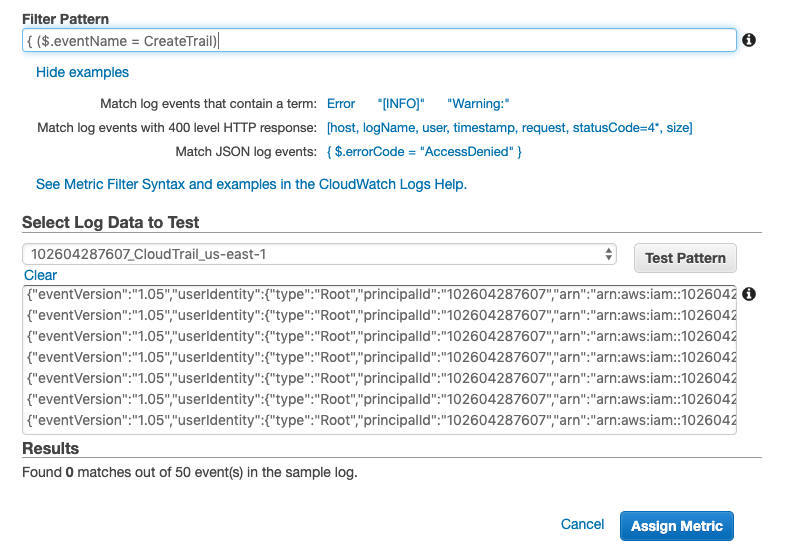 Filter Pattern
{ ($.eventName = CreateTrail)
Hide examples
Match log events that contain a term: Error "[INFO]" "Warning:"
Match log events with 400 level HTTP response: [host, logName, user, timestamp, request, statusCode=4*, size]
Match JSON log events: { $.errorCode = "AccessDenied" }
See Metric Filter Syntax and examples in the CloudWatch Logs Help.
Select Log Data to Test
102604287607_CloudTrail_us-east-1
Test Pattern
Clear
{"eventVersion":"1.05","userIdentity":{"type":"Root","principalId":"102604287607","arn":"arn:aws:iam::1026042
{"eventVersion":"1.05","userIdentity":{"type":"Root","principalId":"102604287607","arn":"arn:aws:iam::1026042
{"eventVersion":"1.05","userIdentity":{"type":"Root","principalId":"102604287607","arn":"arn:aws:iam::1026042
{"eventVersion":"1.05","userIdentity":{"type":"Root","principalId":"102604287607","arn":"arn:aws:iam::1026042
{"eventVersion":"1.05","userIdentity":{"type":"Root","principalId":"102604287607","arn":"arn:aws:iam::1026042
{"eventVersion":"1.05","userIdentity":{"type":"Root","principalId":"102604287607","arn":"arn:aws:iam::1026042
{"eventVersion":"1.05","userIdentity":{"type":"Root","principalId":"102604287607","arn":"arn:aws:iam::1026042
Results
Found 0 matches out of 50 event(s) in the sample log.
Cancel Assign Metric